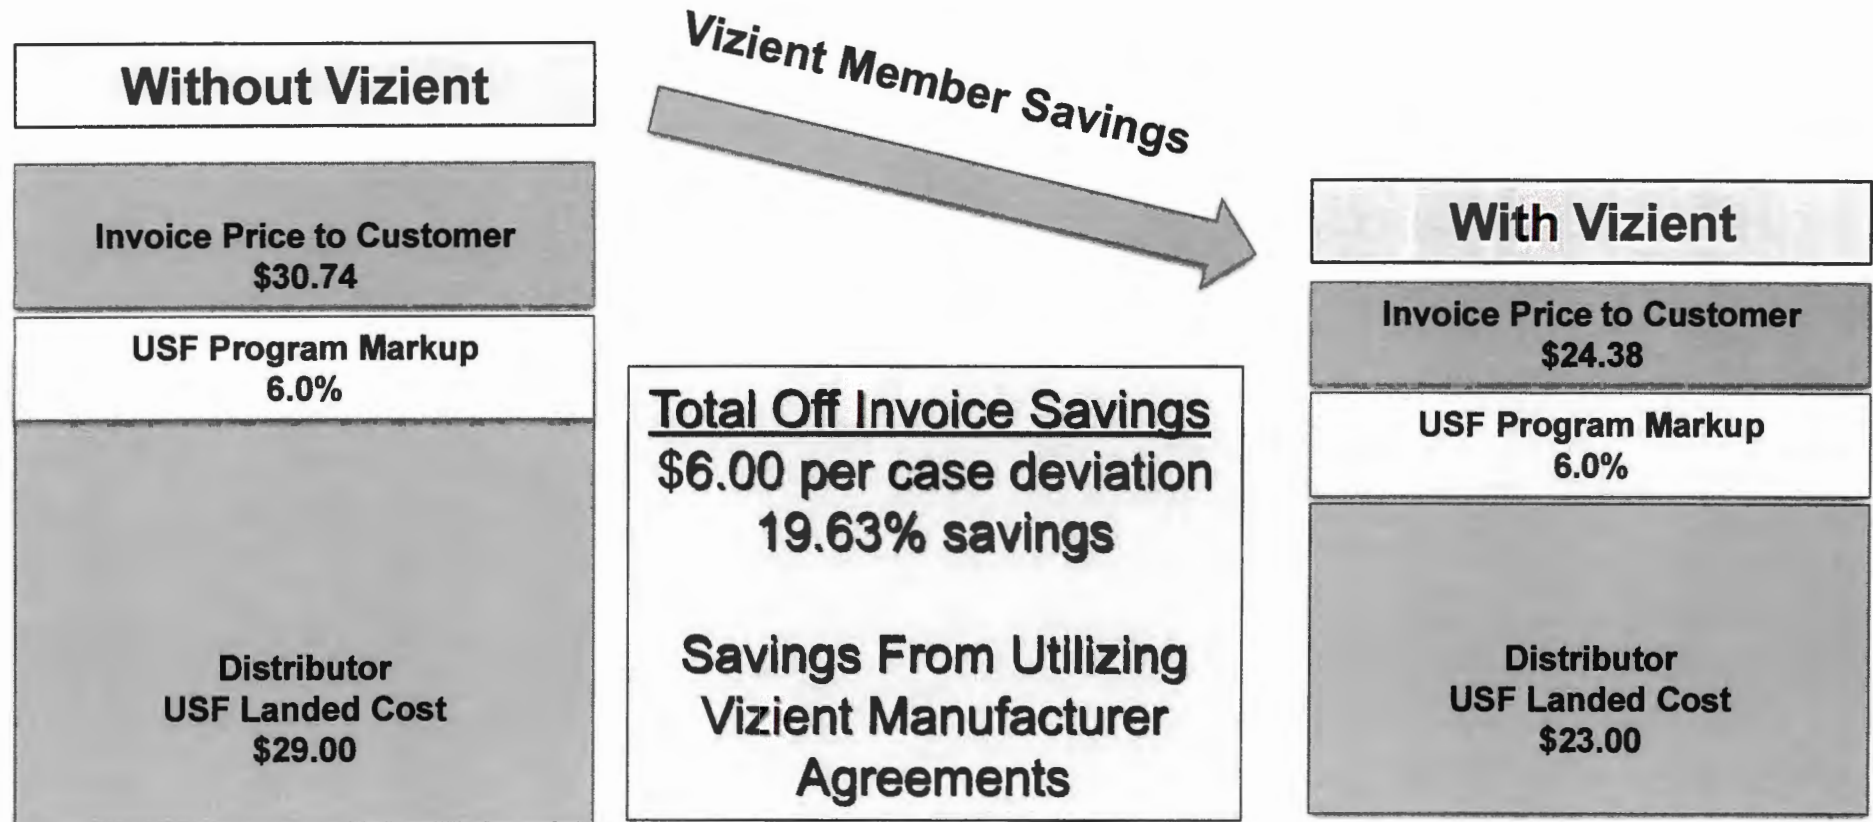 Without Vizient
Invoice Price to Customer
$30.74
USF Program Markup
6.0%
Distributor
USF Landed Cost
$29.00
Vizient Member Savings
Total Off Invoice Savings
$6.00 per case deviation
19.63% savings
Savings From Utilizing
Vizient Manufacturer
Agreements
With Vizient
Invoice Price to Customer
$24.38
USF Program Markup
6.0%
Distributor
USF Landed Cost
$23.00